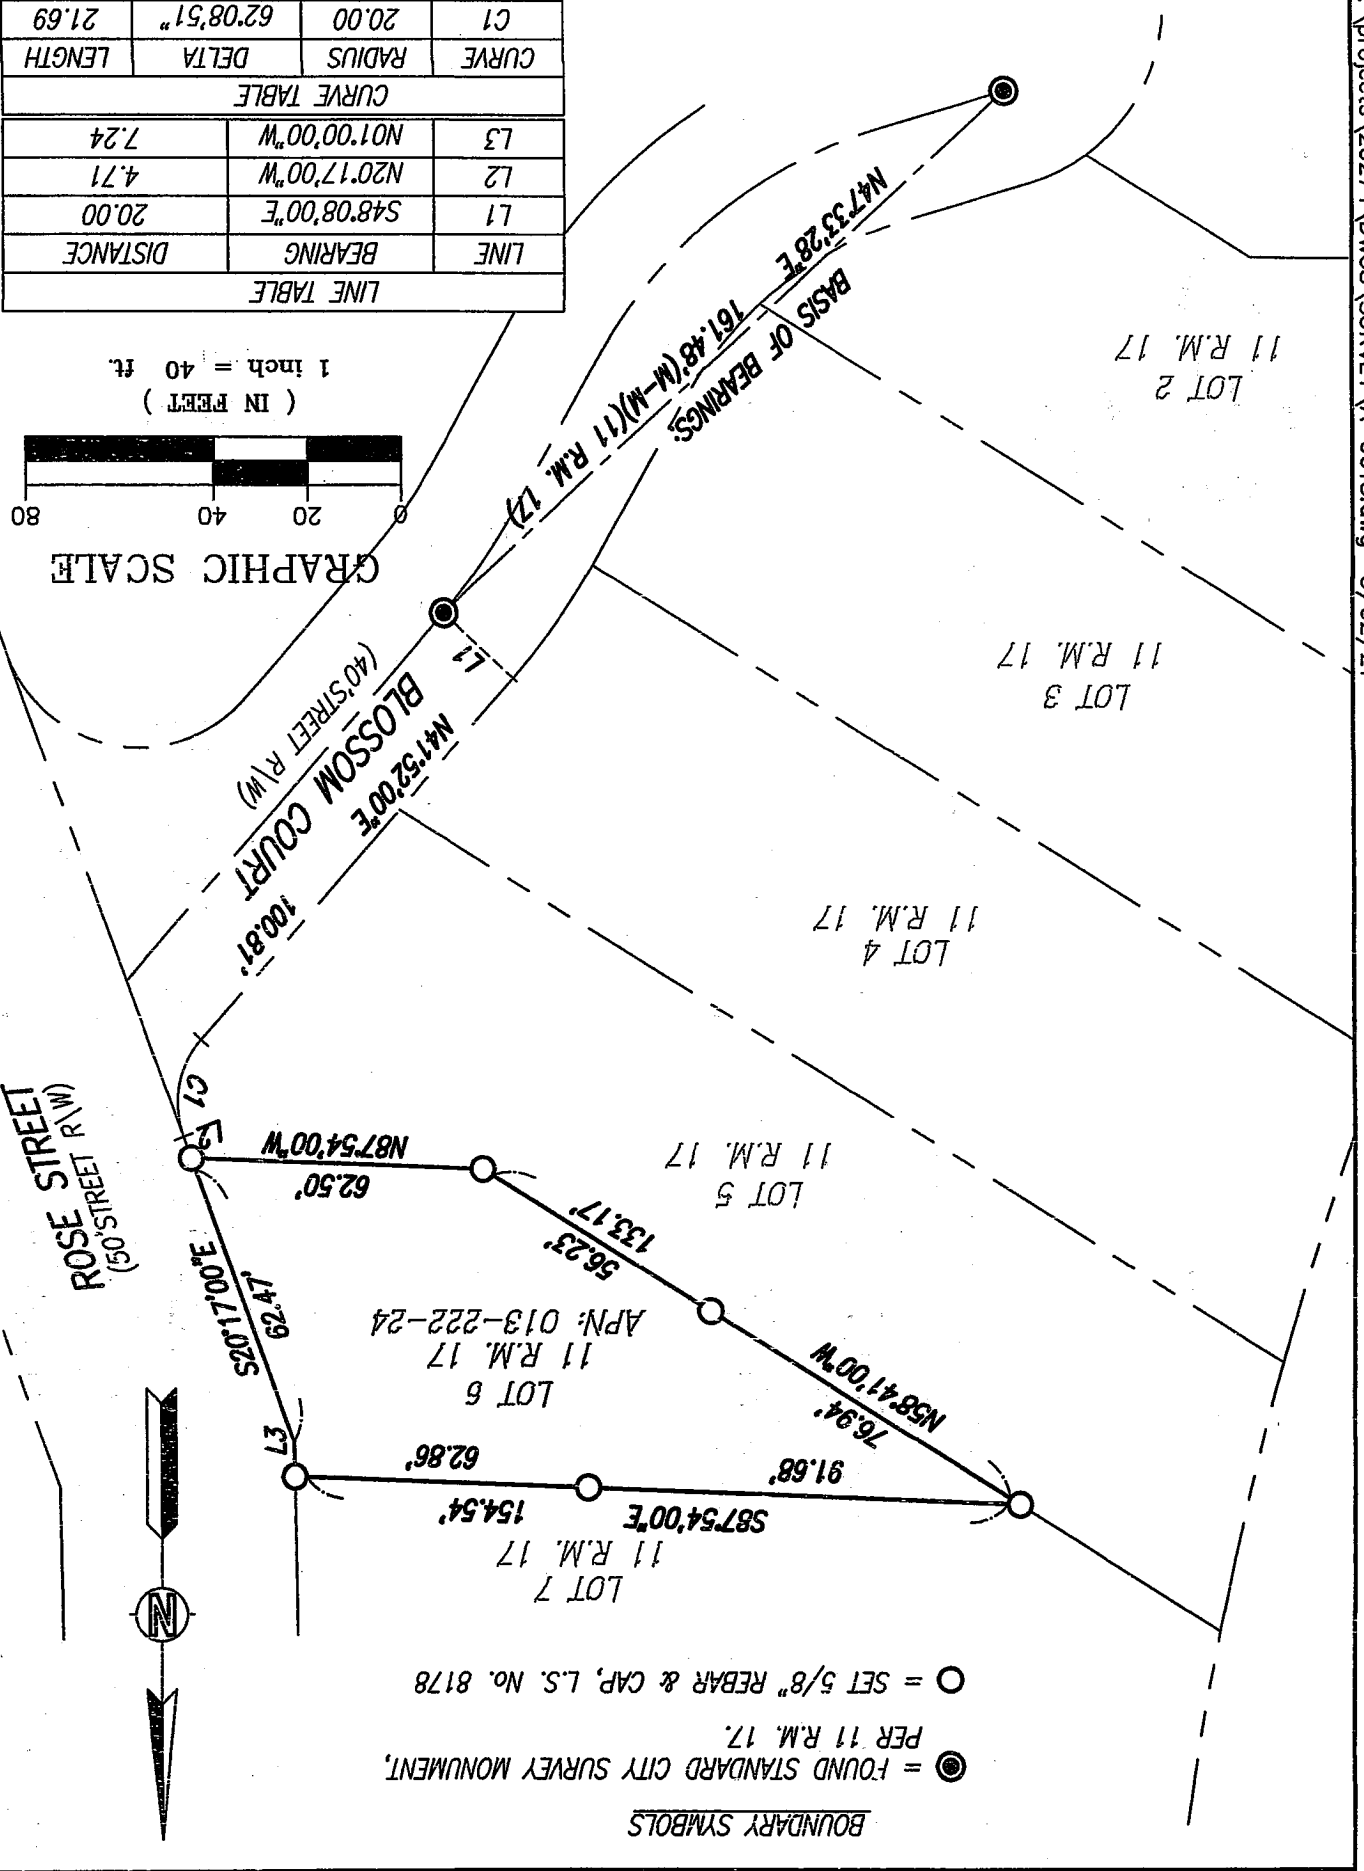 BOUNDARY SYMBOLS
= FOUND STANDARD CITY SURVEY MONUMENT,
PER 11 R.M. 17.
= SET 5/8" REBAR & CAP, L.S. No. 8178
N
LOT 7
11 R.M. 17
S87°54'00"E
154.54'
91.68'
62.86'
L3
LOT 6
11 R.M. 17
APN: 013-222-24
76.94'
N58°41'00"W
S20°17'00"E
62.47'
56.23'
133.17'
62.50'
N87°54'00"W
ROSE STREET
(50'STREET R\W)
L2
C1
LOT 5
11 R.M. 17
LOT 4
11 R.M. 17
100.81'
N41°52'00"E
BLOSSOM COURT
(40'STREET R\W)
L1
LOT 3
11 R.M. 17
LOT 2
11 R.M. 17
BASIS OF BEARINGS:
N47°33'28"E
161.48'(M-M)(11 R.M. 17)
GRAPHIC SCALE
0 20 40 80
( IN FEET )
1 inch = 40 ft.
LINE TABLE
LINE BEARING DISTANCE
L1 S48°08'00"E 20.00
L2 N20°17'00"W 4.71
L3 N01°00'00"W 7.24
CURVE TABLE
CURVE RADIUS DELTA LENGTH
C1 20.00 62°08'51" 21.69